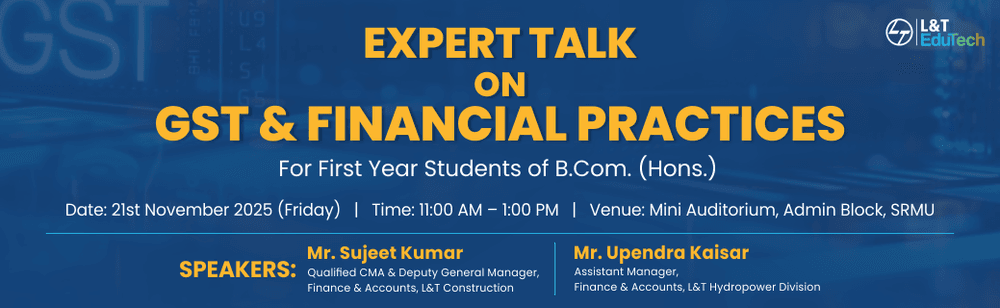 GST
L&T
EduTech
EXPERT TALK
ON
GST & FINANCIAL PRACTICES
For First Year Students of B.Com. (Hons.)
Date: 21st November 2025 (Friday) | Time: 11:00 AM – 1:00 PM | Venue: Mini Auditorium, Admin Block, SRMU
SPEAKERS:
Mr. Sujeet Kumar
Qualified CMA & Deputy General Manager,
Finance & Accounts, L&T Construction
Mr. Upendra Kaisar
Assistant Manager,
Finance & Accounts, L&T Hydropower Division